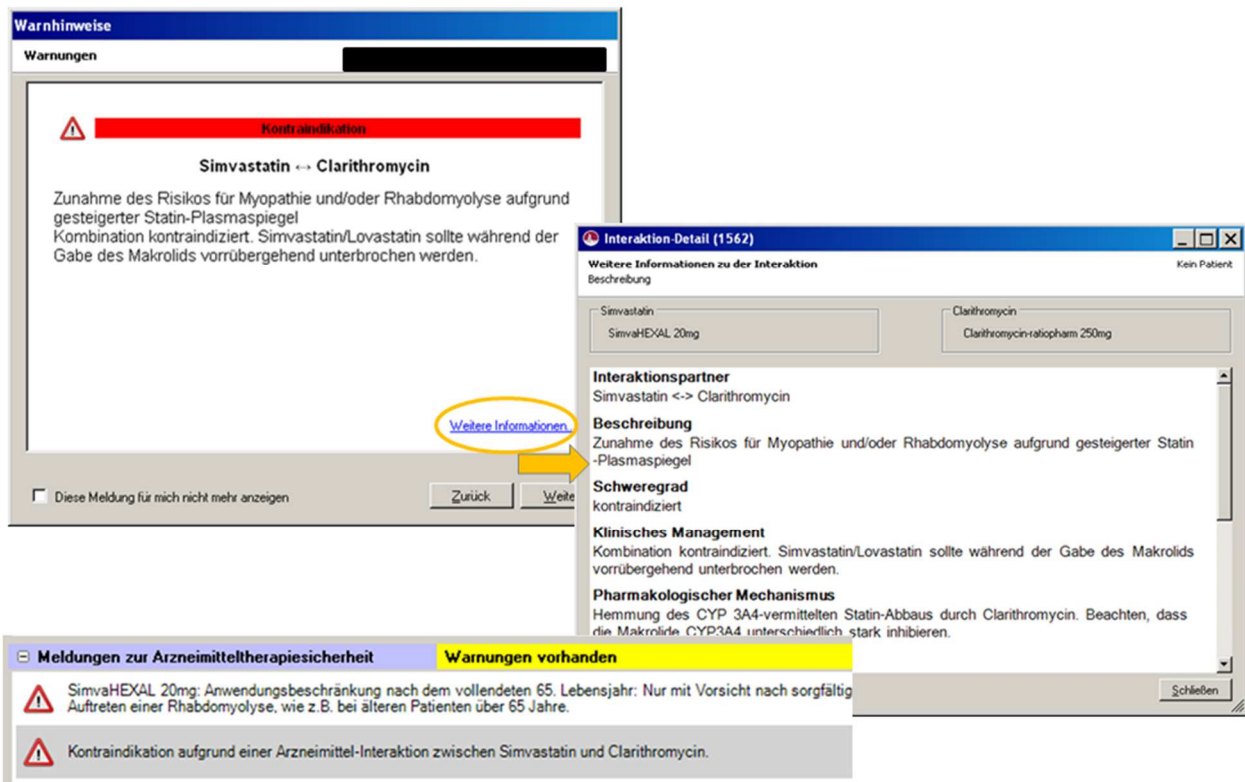 Warnhinweise
Warnungen
Kontraindikation
Simvastatin ↔ Clarithromycin
Zunahme des Risikos für Myopathie und/oder Rhabdomyolyse aufgrund
gesteigerter Statin-Plasmaspiegel
Kombination kontraindiziert. Simvastatin/Lovastatin sollte während der
Gabe des Makrolids vorrübergehend unterbrochen werden.
Weitere Informationen..
Diese Meldung für mich nicht mehr anzeigen
Zurück
Weite
Interaktion-Detail (1562)
Weitere Informationen zu der Interaktion
Kein Patient
Beschreibung
Simvastatin
SimvaHEXAL 20mg
Clarithromycin
Clarithromycin-ratiopharm 250mg
Interaktionspartner
Simvastatin <-> Clarithromycin
Beschreibung
Zunahme des Risikos für Myopathie und/oder Rhabdomyolyse aufgrund gesteigerter Statin
-Plasmaspiegel
Schweregrad
kontraindiziert
Klinisches Management
Kombination kontraindiziert. Simvastatin/Lovastatin sollte während der Gabe des Makrolids
vorrübergehend unterbrochen werden.
Pharmakologischer Mechanismus
Hemmung des CYP 3A4-vermittelten Statin-Abbaus durch Clarithromycin. Beachten, dass
die Makrolide CYP3A4 unterschiedlich stark inhibieren.
Schließen
Meldungen zur Arzneimitteltherapiesicherheit
Warnungen vorhanden
SimvaHEXAL 20mg: Anwendungsbeschränkung nach dem vollendeten 65. Lebensjahr: Nur mit Vorsicht nach sorgfältig
Auftreten einer Rhabdomyolyse, wie z.B. bei älteren Patienten über 65 Jahre.
Kontraindikation aufgrund einer Arzneimittel-Interaktion zwischen Simvastatin und Clarithromycin.